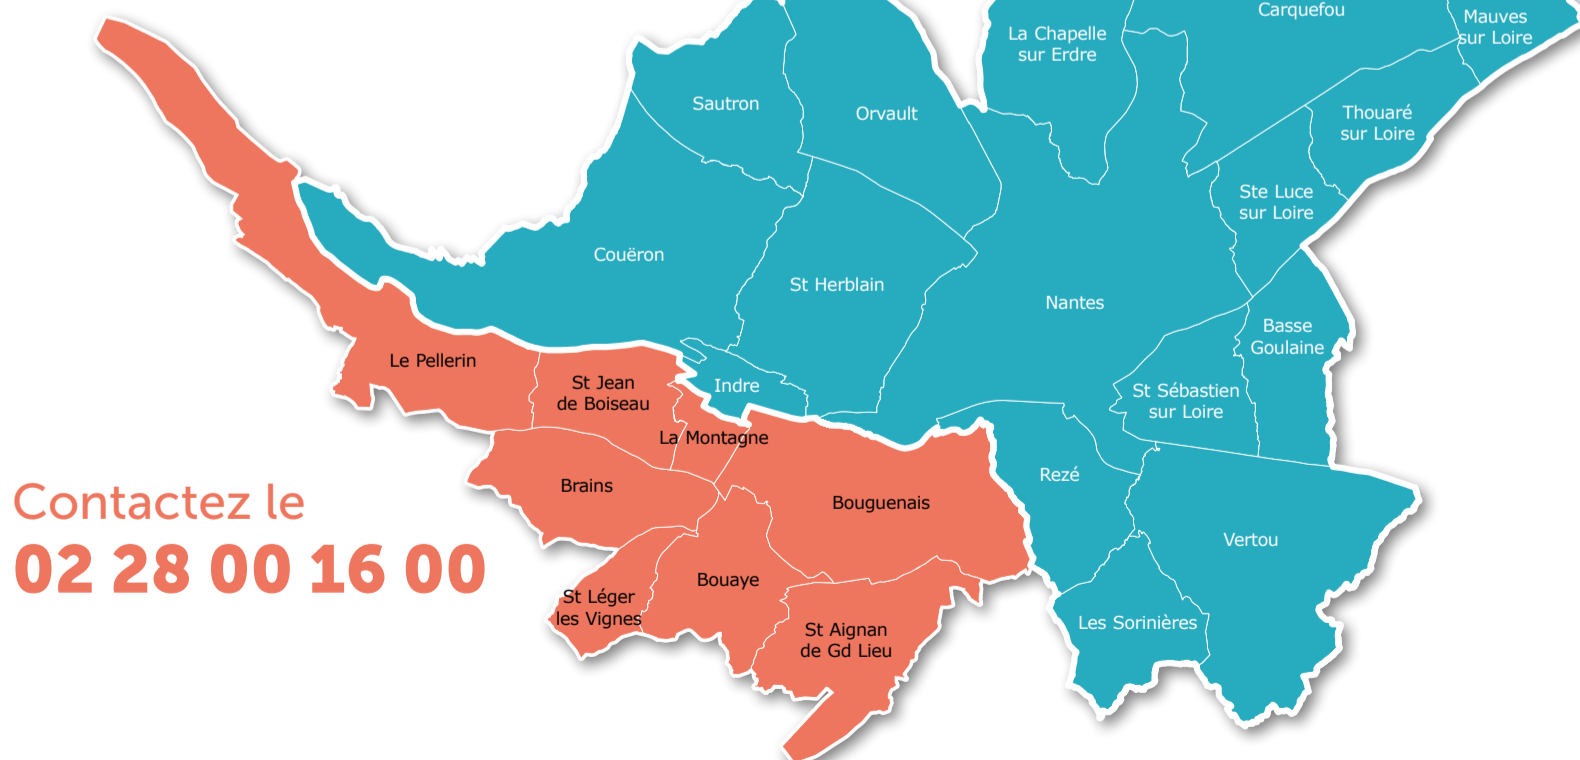 Carquefou
Mauves
sur Loire
La Chapelle
sur Erdre
Sautron
Orvault
Thouaré
sur Loire
Ste Luce
sur Loire
Couëron
St Herblain
Nantes
Basse
Goulaine
Le Pellerin
St Jean
de Boiseau
Indre
St Sébastien
sur Loire
La Montagne
Rezé
Brains
Bouguenais
Vertou
Contactez le
02 28 00 16 00
Bouaye
St Léger
les Vignes
St Aignan
de Gd Lieu
Les Sorinières